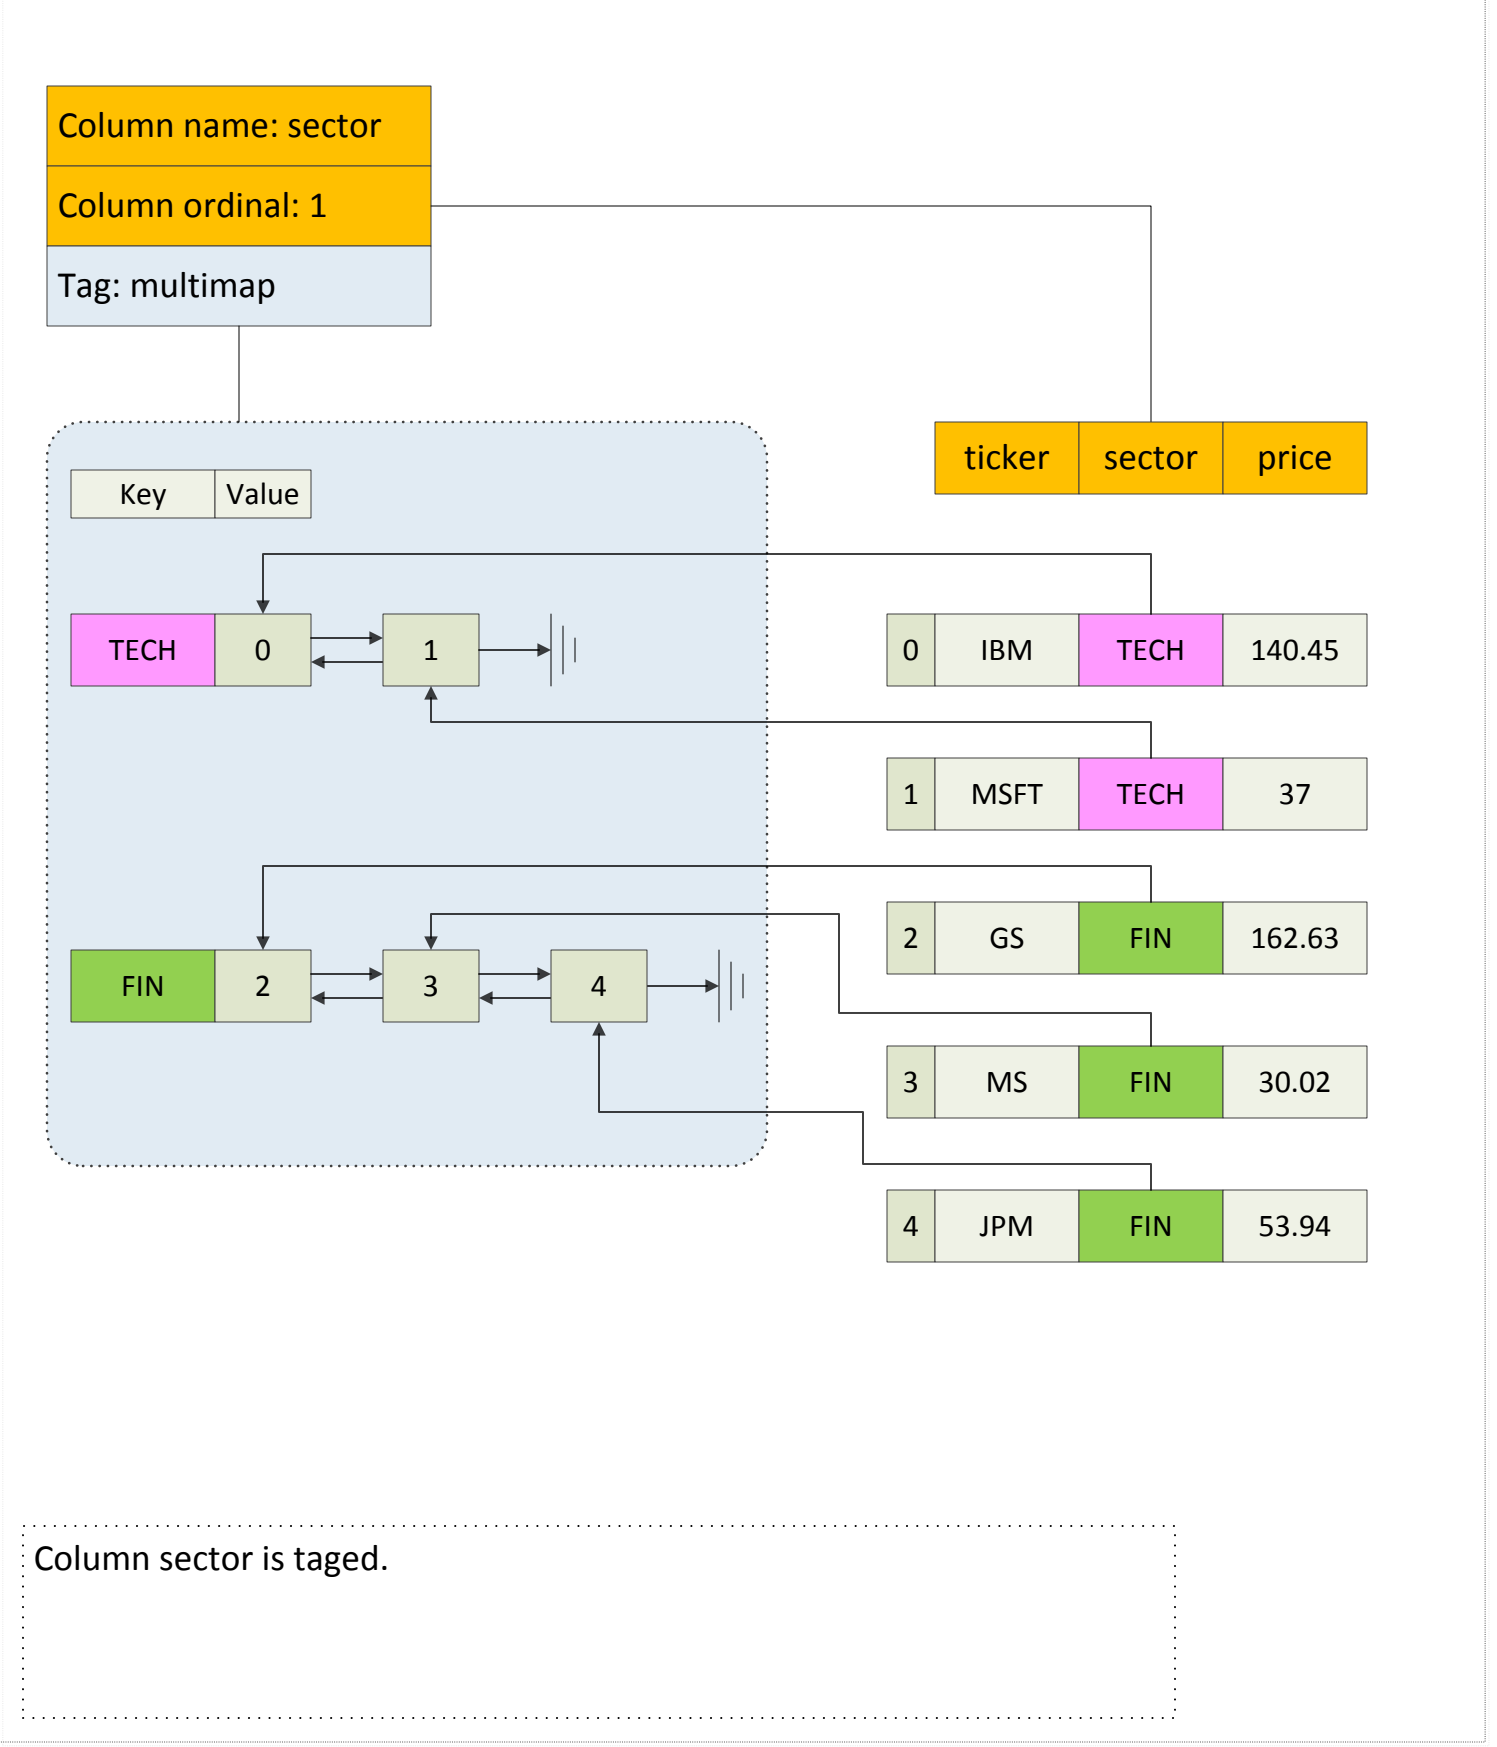 Column name: sector
Column ordinal: 1
Tag: multimap
ticker sector price
Key Value
TECH 0 1
0 IBM TECH 140.45
1 MSFT TECH 37
2 GS FIN 162.63
FIN 2 3 4
3 MS FIN 30.02
4 JPM FIN 53.94
Column sector is taged.